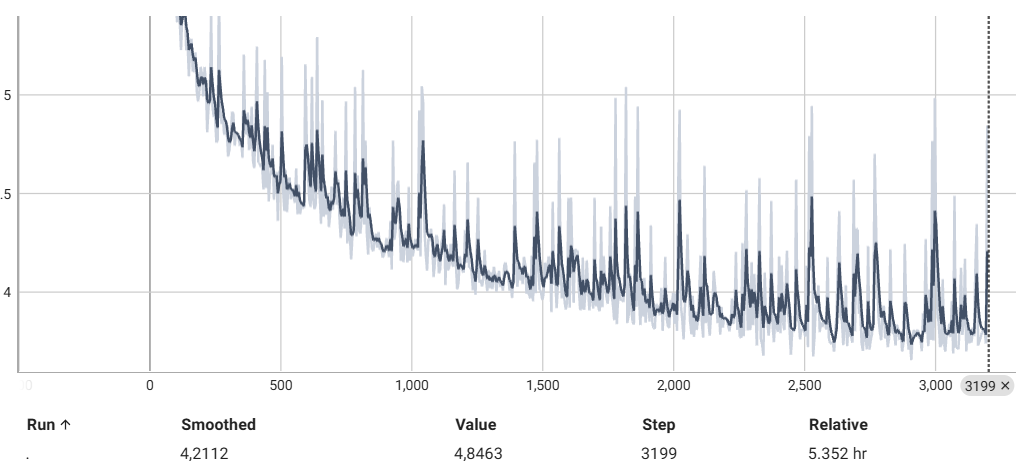 5
.5
4
0 500 1,000 1,500 2,000 2,500 3,000 3199 ✕
Run ↑ Smoothed Value Step Relative
. 4,2112 4,8463 3199 5.352 hr